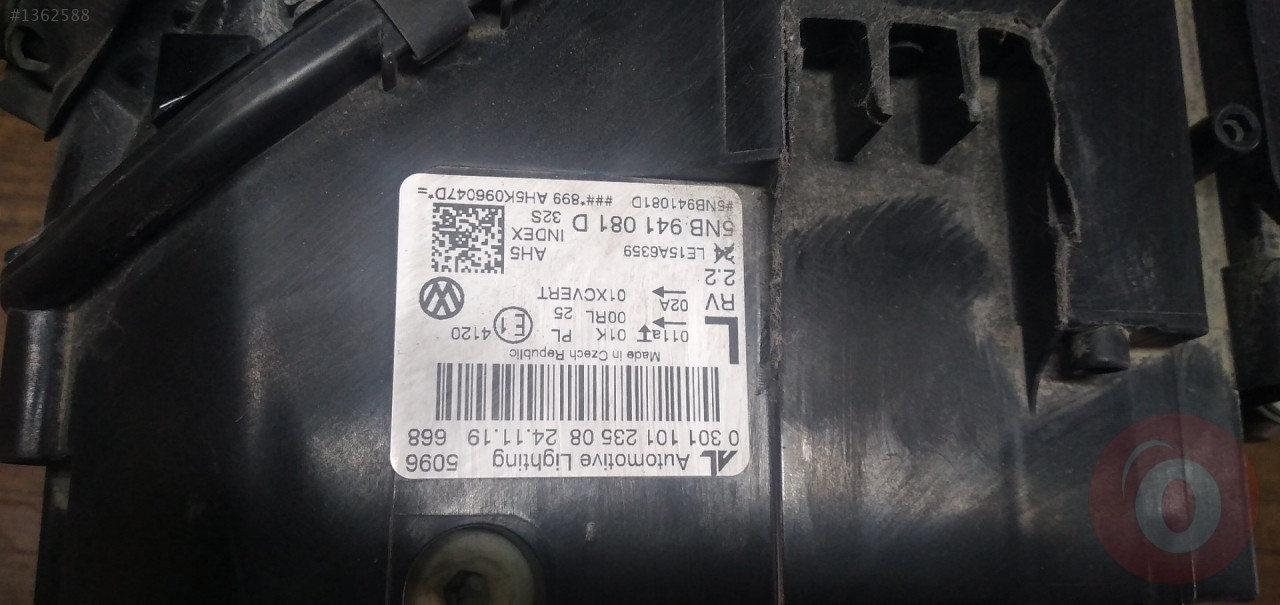 #1362588
AL Automotive Lighting 5096
0 301 101 235 08 24.11.19 668
Made in Czech Republic
L 011a 01K PL E1 4120
00RL 25
RV 02A 01XCVERT
2.2
24 LE15A6359 AH5
INDEX
5NB 941 081 D 32S
#5NB941081D ###*899 AH5K096047D*=